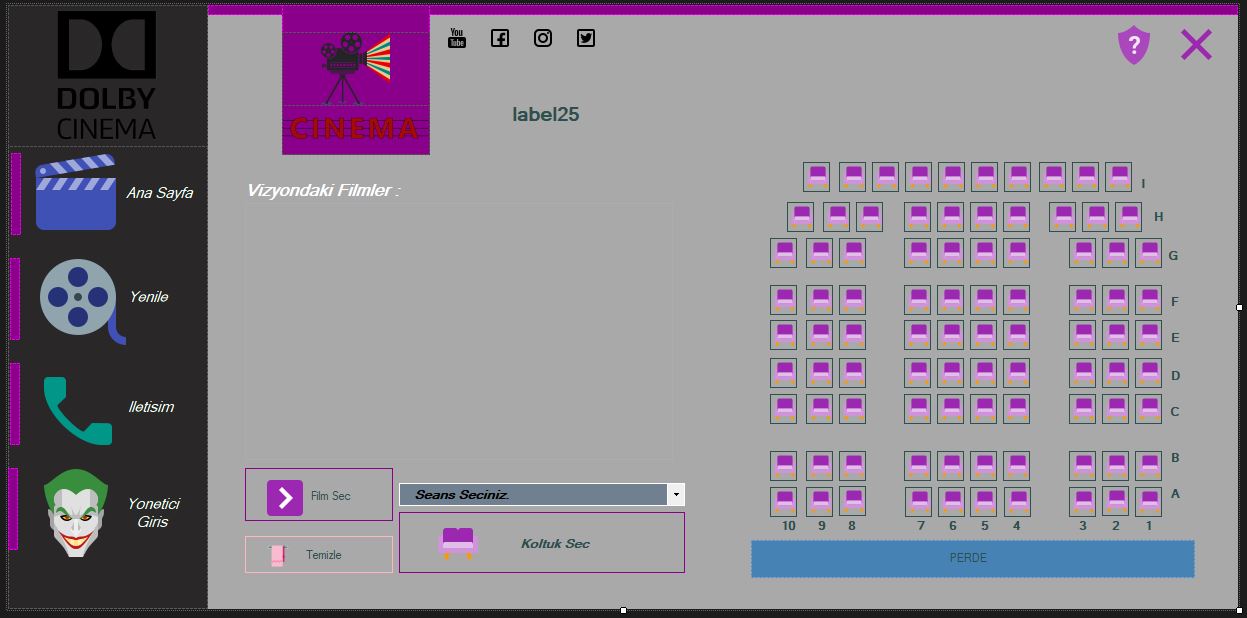 DOLBY
CINEMA
Ana Sayfa
Yenile
Iletisim
Yonetici
Giris
CINEMA
You
Tube
?
label25
Vizyondaki Filmler :
Film Sec
Temizle
Seans Seciniz.
Koltuk Sec
I
H
G
F
E
D
C
B
A
10 9 8 7 6 5 4 3 2 1
PERDE